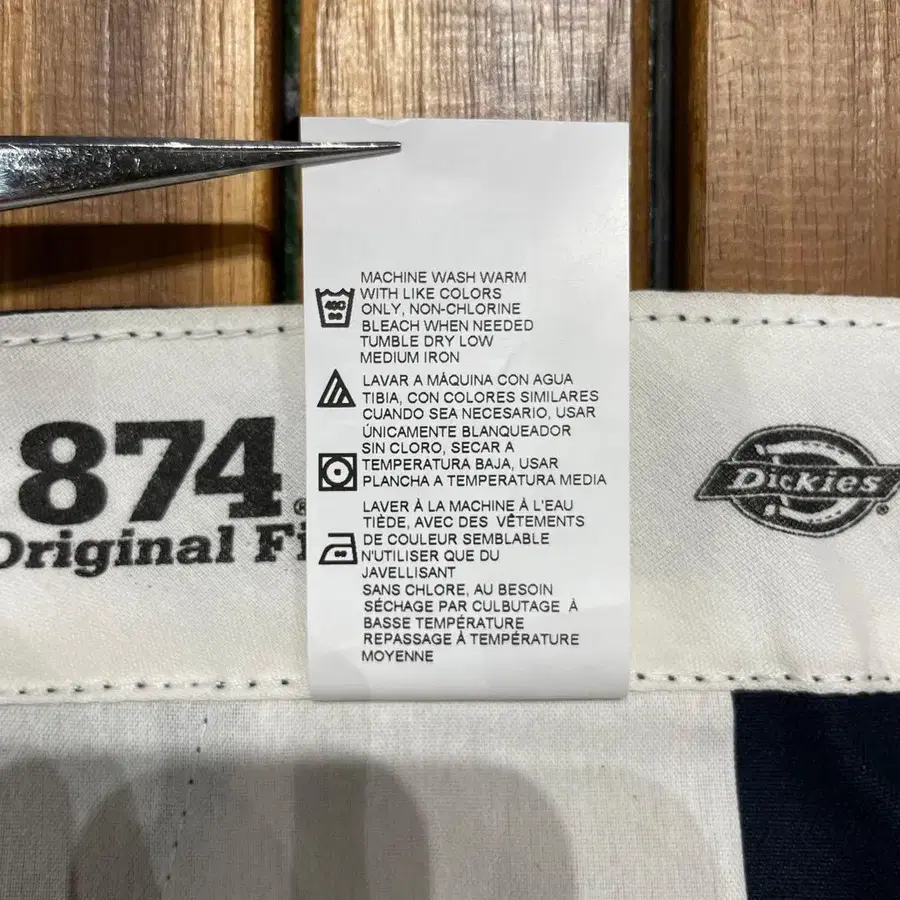 MACHINE WASH WARM
WITH LIKE COLORS
ONLY, NON-CHLORINE
BLEACH WHEN NEEDED
TUMBLE DRY LOW
MEDIUM IRON
40C
LAVAR A MÁQUINA CON AGUA
TIBIA, CON COLORES SIMILARES
CUANDO SEA NECESARIO, USAR
ÚNICAMENTE BLANQUEADOR
SIN CLORO, SECAR A
TEMPERATURA BAJA, USAR
PLANCHA A TEMPERATURA MEDIA
LAVER À LA MACHINE À L'EAU
TIÈDE, AVEC DES VÊTEMENTS
DE COULEUR SEMBLABLE
N'UTILISER QUE DU
JAVELLISANT
SANS CHLORE, AU BESOIN
SÉCHAGE PAR CULBUTAGE À
BASSE TEMPÉRATURE
REPASSAGE À TEMPÉRATURE
MOYENNE
874®
Original Fi
Dickies®